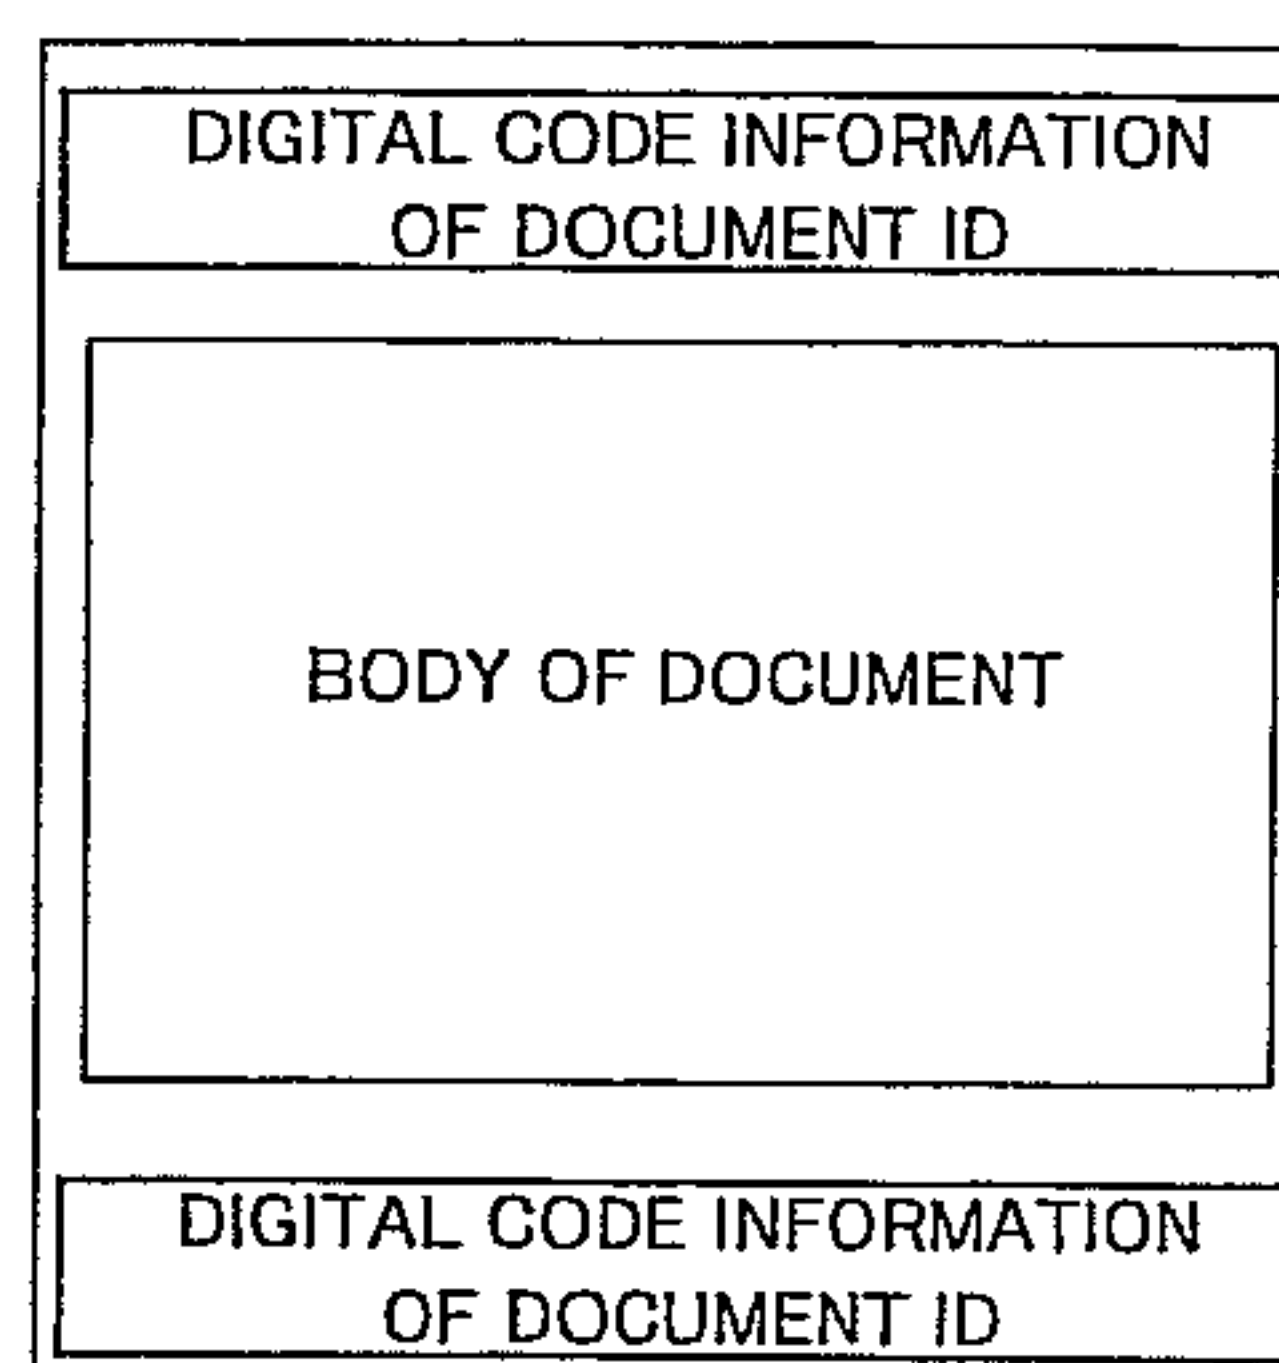 DIGITAL CODE INFORMATION
OF DOCUMENT ID
BODY OF DOCUMENT
DIGITAL CODE INFORMATION
OF DOCUMENT ID